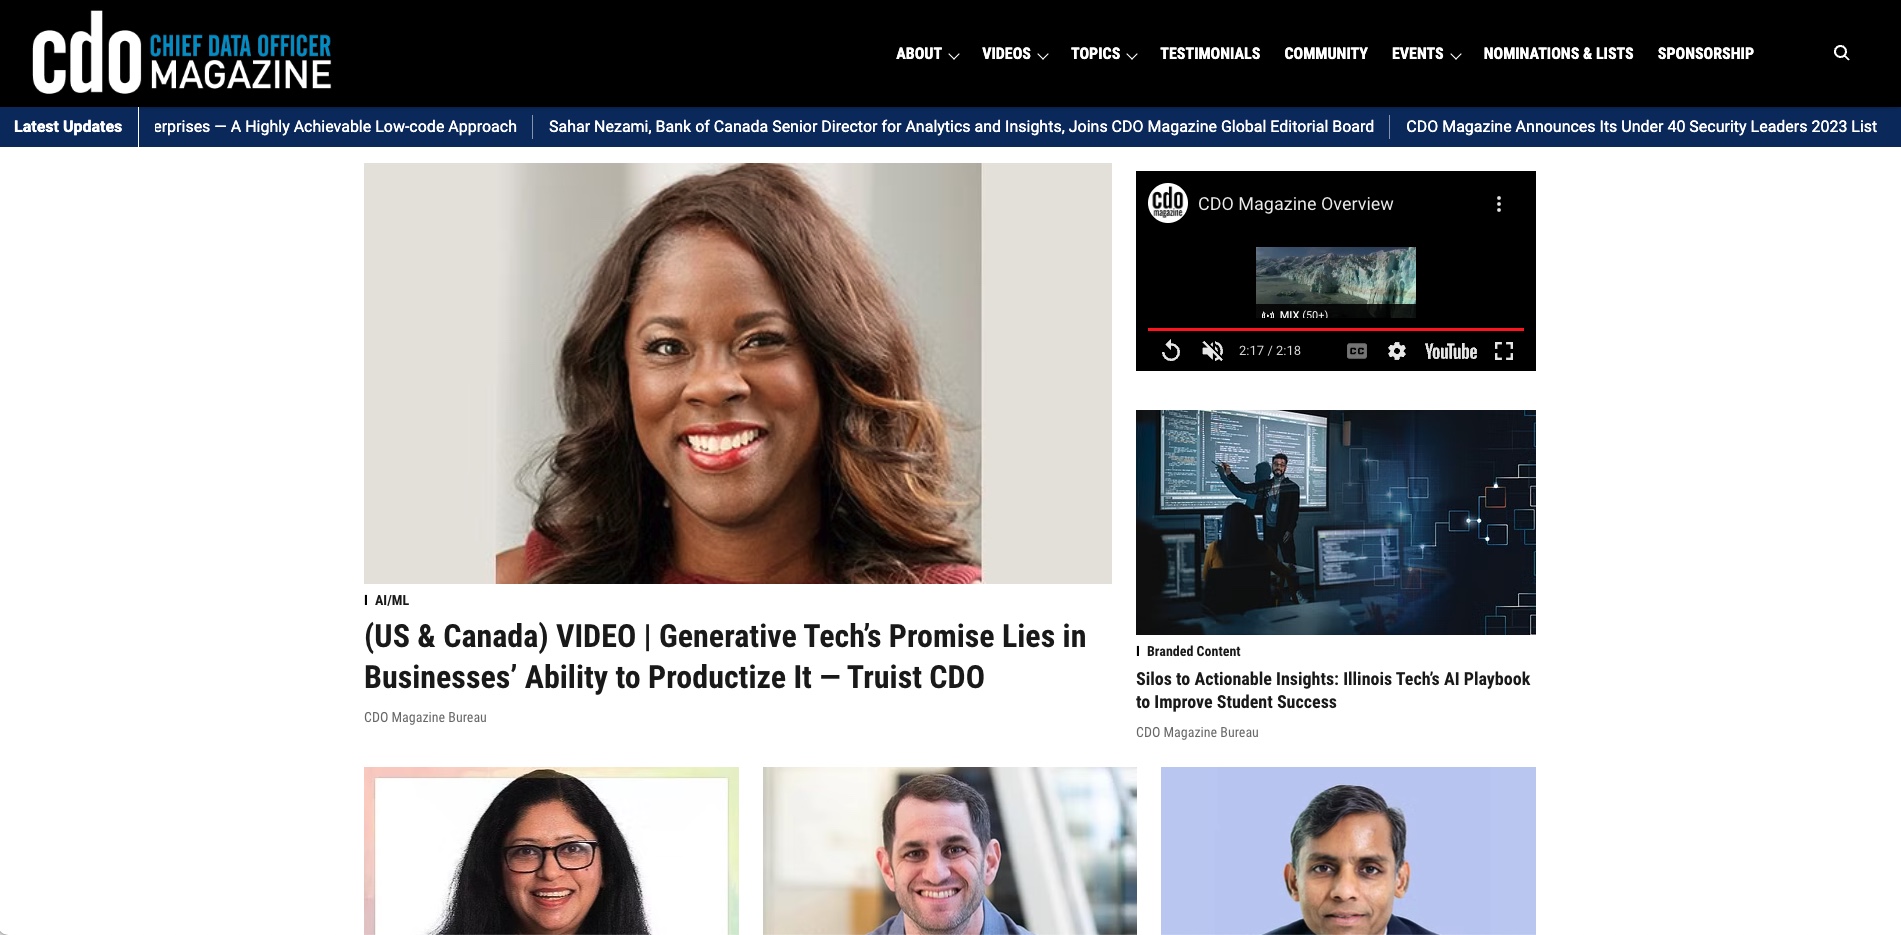 cdo CHIEF DATA OFFICER
MAGAZINE
ABOUT VIDEOS TOPICS TESTIMONIALS COMMUNITY EVENTS NOMINATIONS & LISTS SPONSORSHIP
Latest Updates
erprises — A Highly Achievable Low-code Approach
Sahar Nezami, Bank of Canada Senior Director for Analytics and Insights, Joins CDO Magazine Global Editorial Board
CDO Magazine Announces Its Under 40 Security Leaders 2023 List
AI/ML
(US & Canada) VIDEO | Generative Tech’s Promise Lies in
Businesses’ Ability to Productize It — Truist CDO
CDO Magazine Bureau
cdo
magazine
CDO Magazine Overview
MIX (50+)
2:17 / 2:18
CC
YouTube
Branded Content
Silos to Actionable Insights: Illinois Tech’s AI Playbook
to Improve Student Success
CDO Magazine Bureau